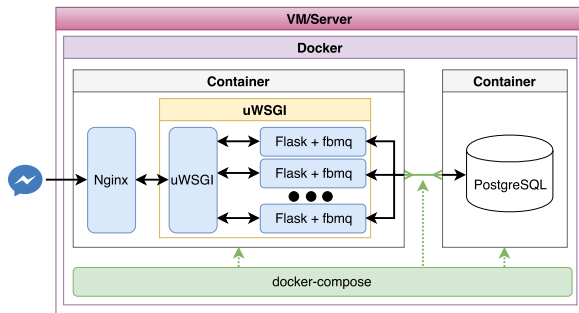 VM/Server
Docker
Container
Container
uWSGI
Nginx
uWSGI
Flask + fbmq
Flask + fbmq
Flask + fbmq
PostgreSQL
docker-compose